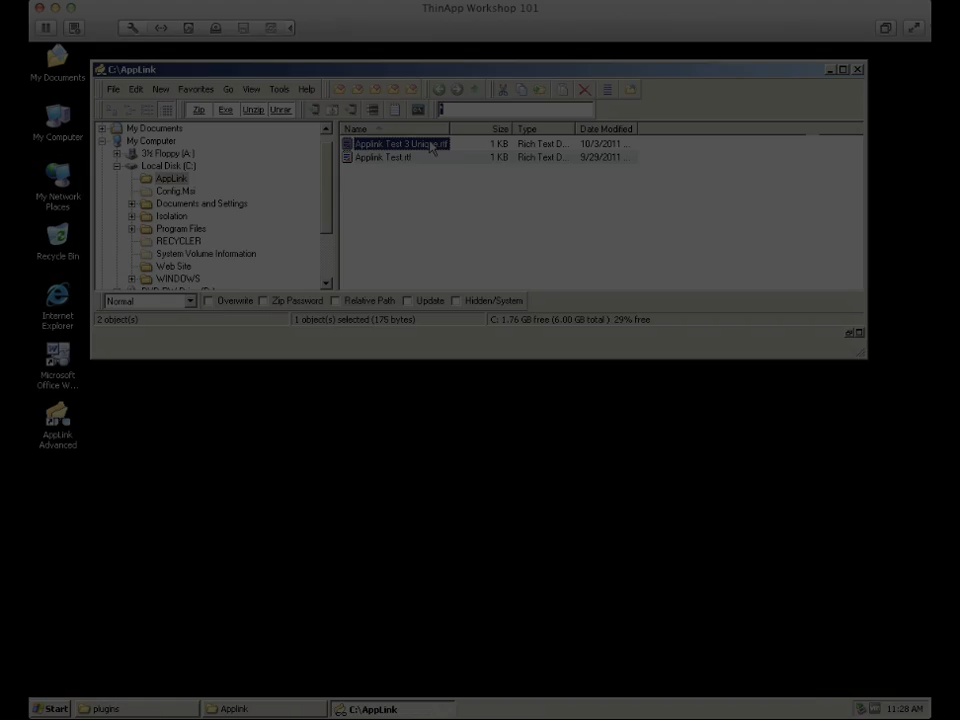 ThinApp Workshop 101
My Documents
My Computer
My Network
Places
Recycle Bin
Internet
Explorer
Microsoft
Office W...
AppLink
Advanced
C:\AppLink
File Edit New Favorites Go View Tools Help
Zip Exe Unzip Unrar
My Documents
My Computer
3½ Floppy (A:)
Local Disk (C:)
AppLink
Config.Msi
Documents and Settings
Isolation
Program Files
RECYCLER
System Volume Information
Web Site
WINDOWS
Name Size Type Date Modified
Applink Test 3 Unique.rtf 1 KB Rich Text D... 10/3/2011 ...
Applink Test.rtf 1 KB Rich Text D... 9/29/2011 ...
Normal Overwrite Zip Password Relative Path Update Hidden/System
2 object(s) 1 object(s) selected (175 bytes) C: 1.76 GB free (6.00 GB total ) 29% free
Start plugins Applink C:\AppLink 11:28 AM